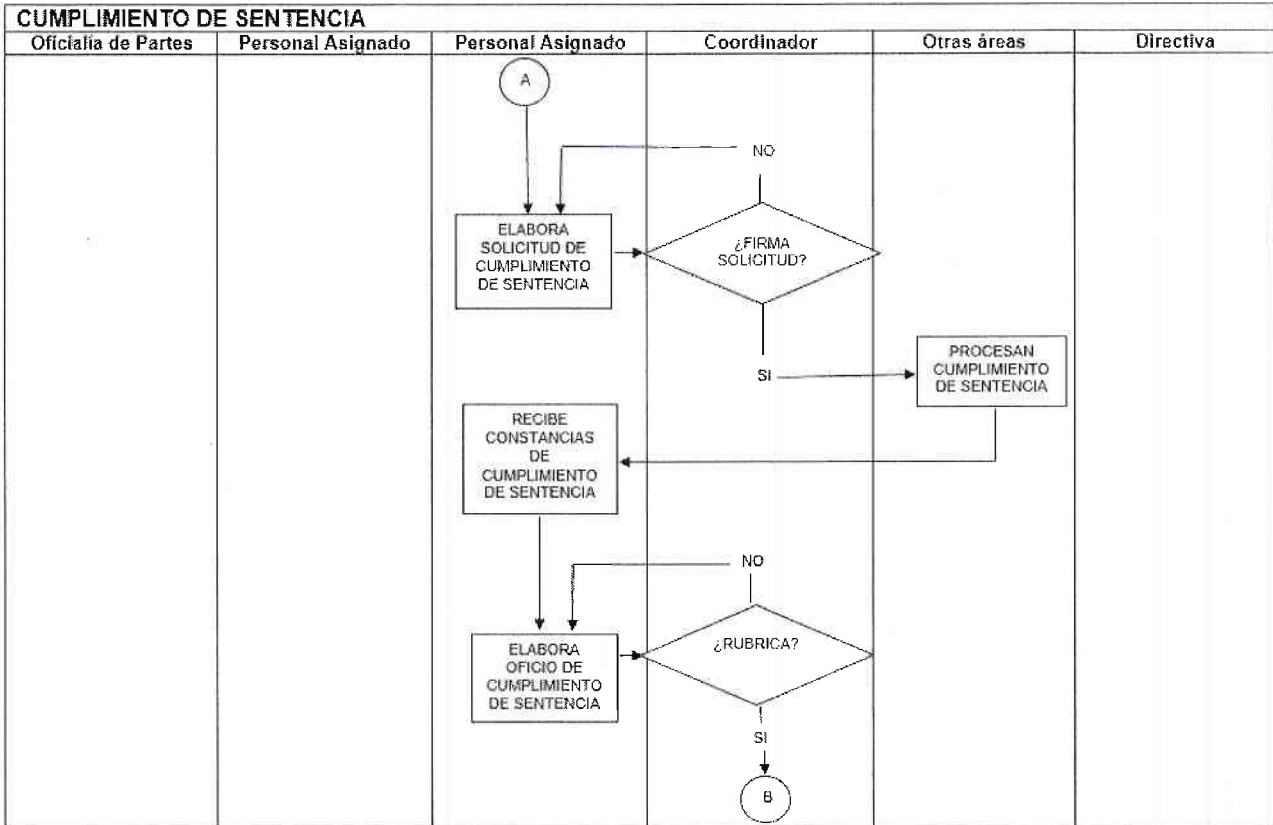 CUMPLIMIENTO DE SENTENCIA
Oficialía de Partes
Personal Asignado
Personal Asignado
Coordinador
Otras áreas
Directiva
A
NO
ELABORA
SOLICITUD DE
CUMPLIMIENTO
DE SENTENCIA
¿FIRMA
SOLICITUD?
SI
PROCESAN
CUMPLIMIENTO
DE SENTENCIA
RECIBE
CONSTANCIAS
DE
CUMPLIMIENTO
DE SENTENCIA
NO
ELABORA
OFICIO DE
CUMPLIMIENTO
DE SENTENCIA
¿RUBRICA?
SI
B